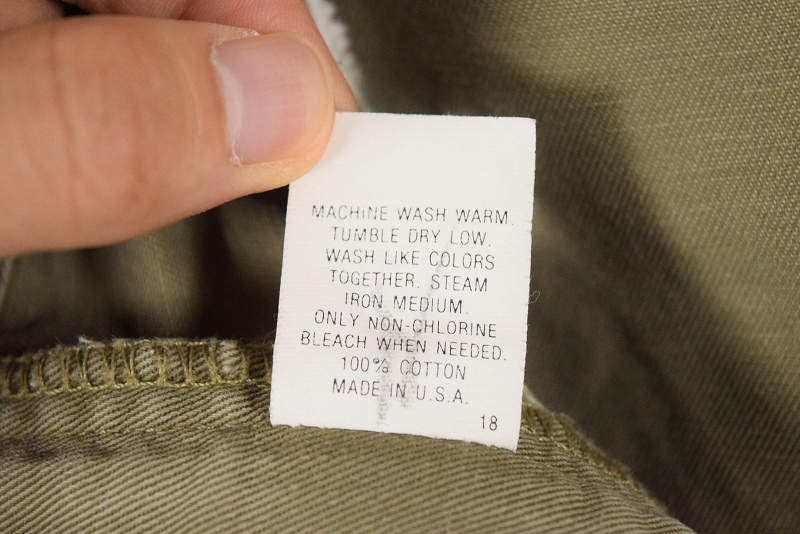 MACHINE WASH WARM.
TUMBLE DRY LOW.
WASH LIKE COLORS
TOGETHER. STEAM
IRON MEDIUM.
ONLY NON-CHLORINE
BLEACH WHEN NEEDED.
100% COTTON
MADE IN U.S.A.
18